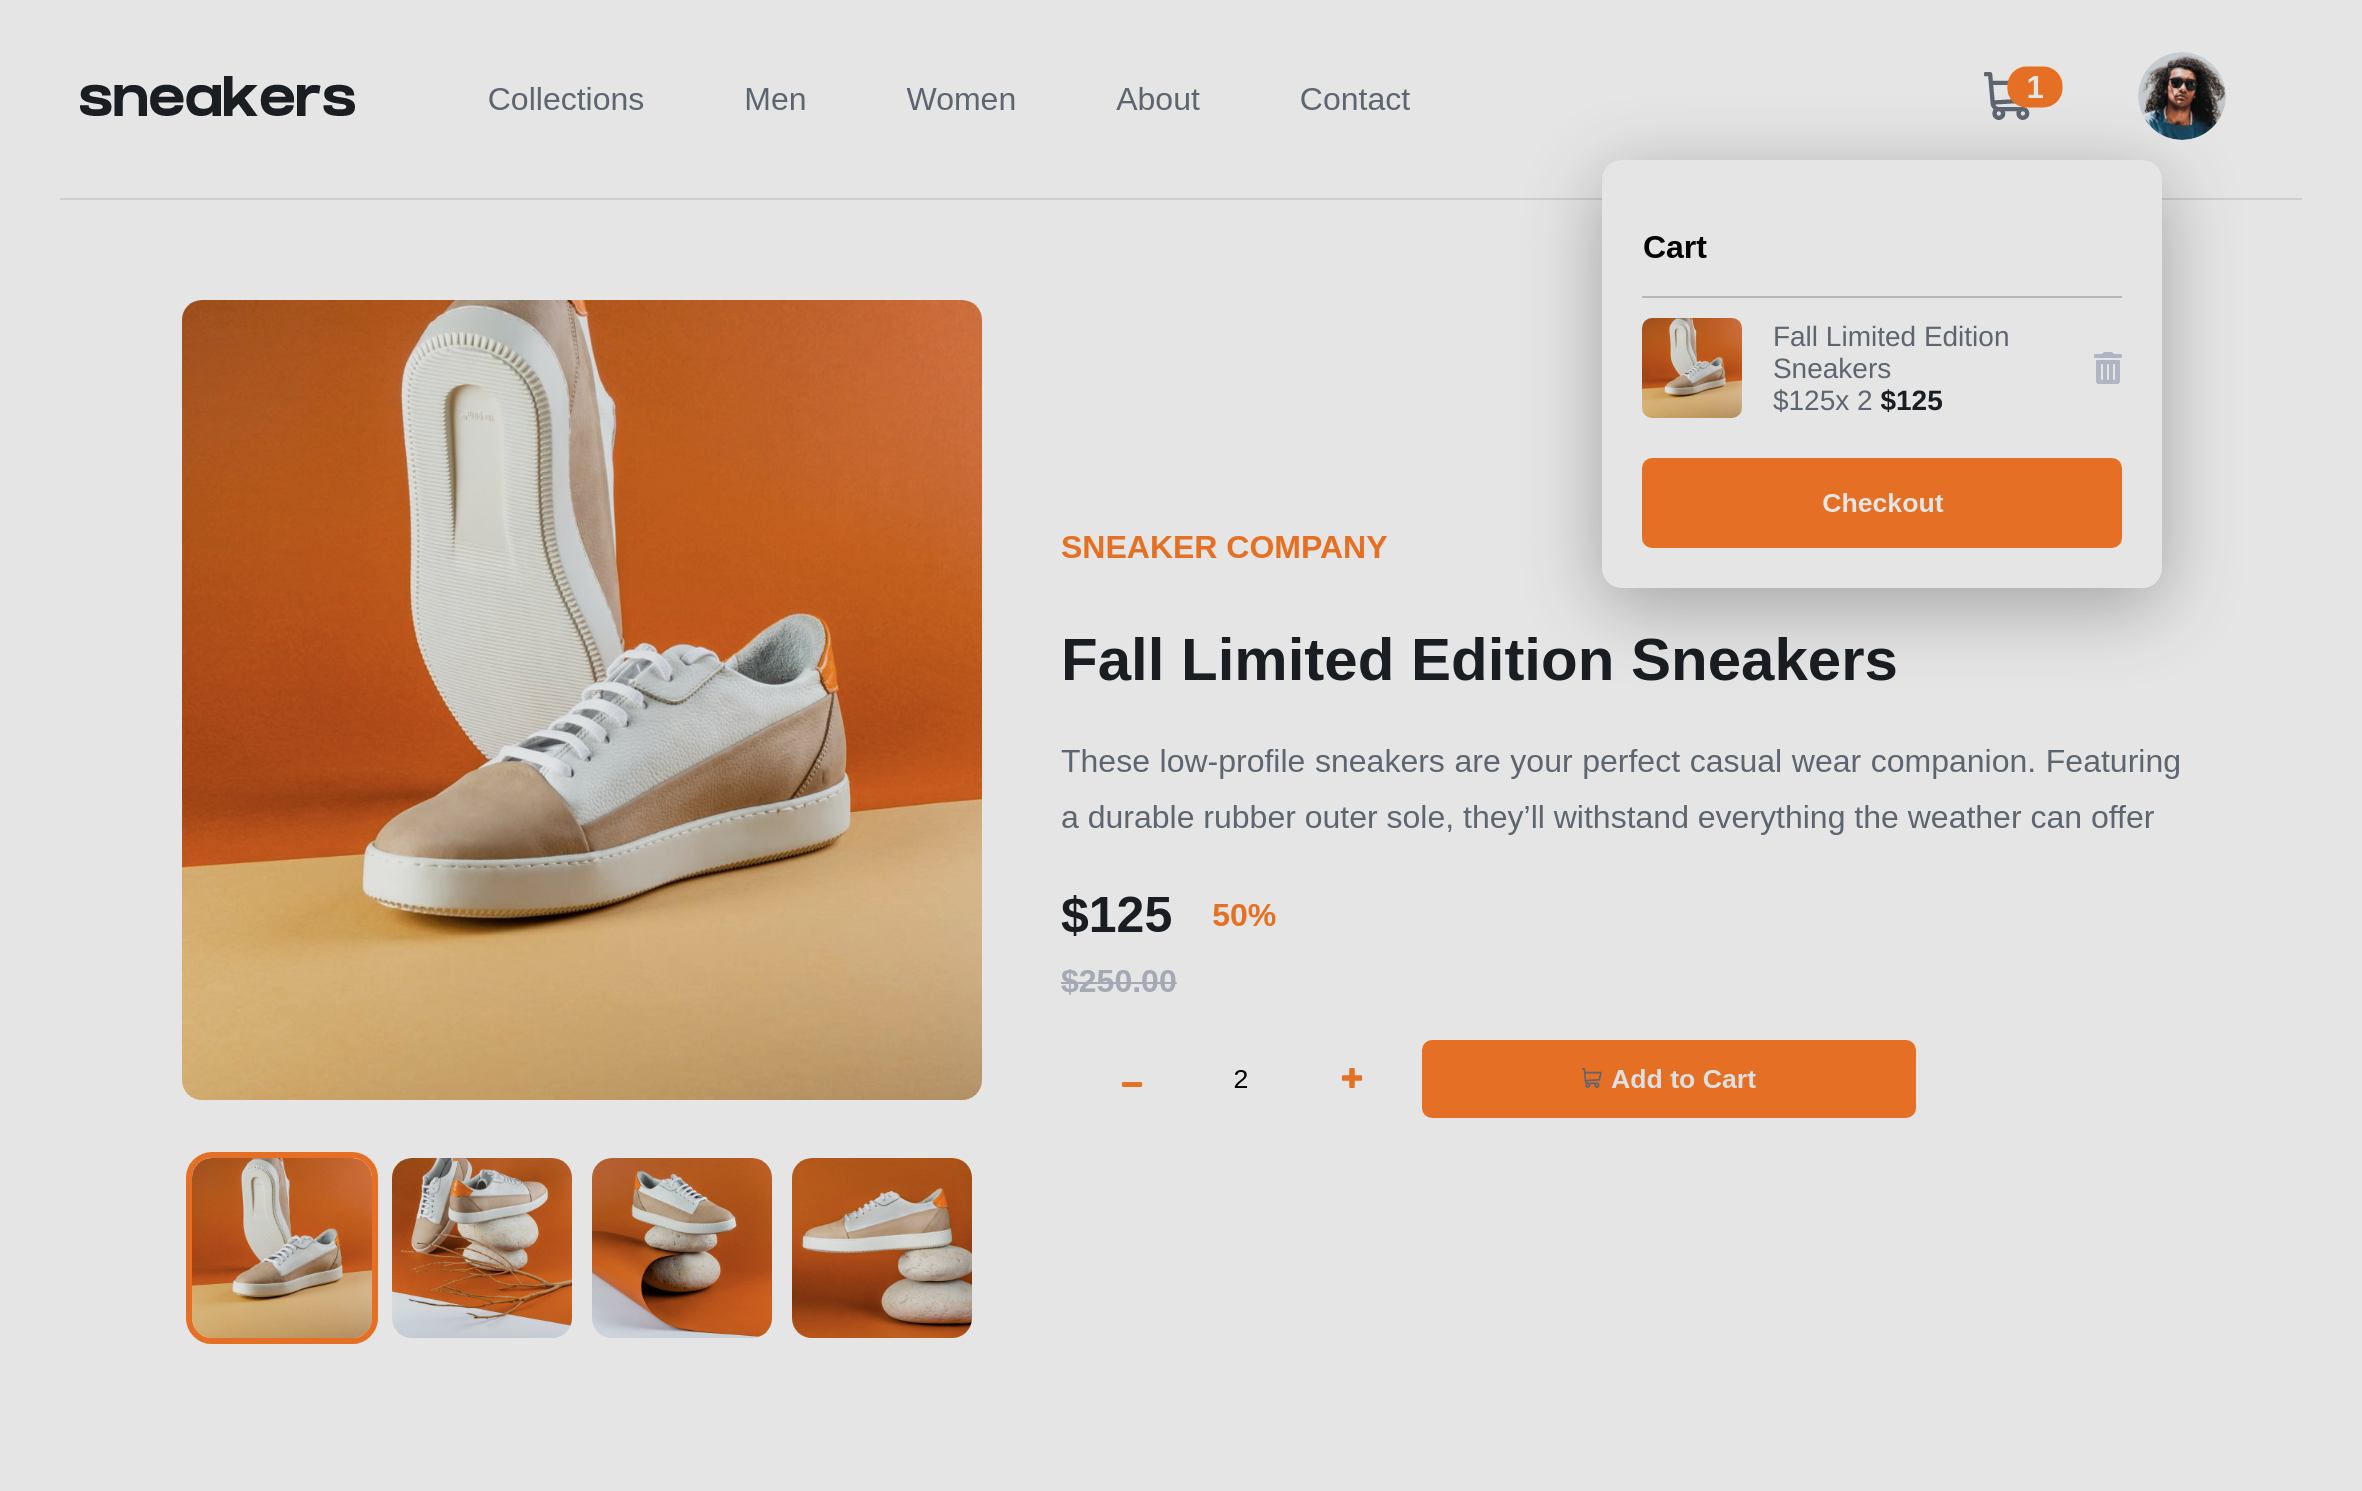 sneakers
Collections
Men
Women
About
Contact
1
Cart
Fall Limited Edition
Sneakers
$125x 2 $125
Checkout
SNEAKER COMPANY
Fall Limited Edition Sneakers
These low-profile sneakers are your perfect casual wear companion. Featuring
a durable rubber outer sole, they’ll withstand everything the weather can offer
$125 50%
$250.00
2
Add to Cart